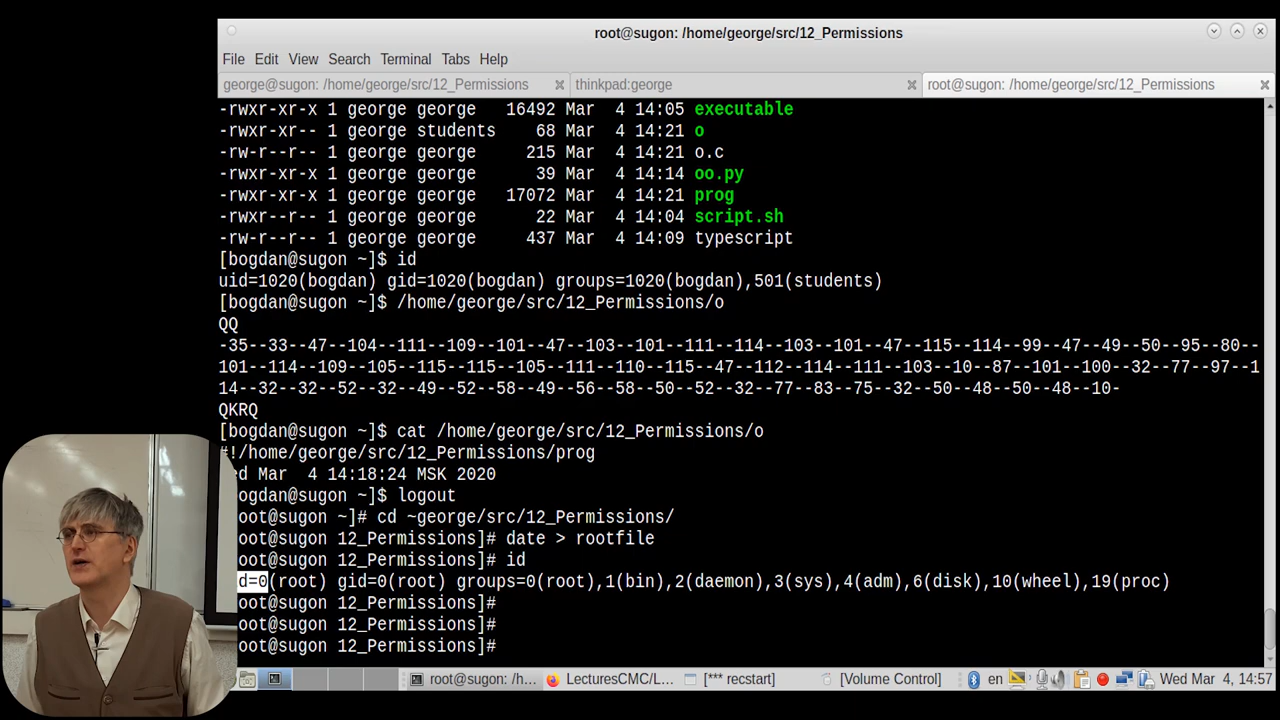 root@sugon: /home/george/src/12_Permissions
File Edit View Search Terminal Tabs Help
george@sugon: /home/george/src/12_Permissions thinkpad:george root@sugon: /home/george/src/12_Permissions
-rwxr-xr-x 1 george george 16492 Mar 4 14:05 executable
-rwxr-xr-- 1 george students 68 Mar 4 14:21 o
-rw-r--r-- 1 george george 215 Mar 4 14:21 o.c
-rwxr-xr-x 1 george george 39 Mar 4 14:14 oo.py
-rwxr-xr-x 1 george george 17072 Mar 4 14:21 prog
-rwxr--r-- 1 george george 22 Mar 4 14:04 script.sh
-rw-r--r-- 1 george george 437 Mar 4 14:09 typescript
[bogdan@sugon ~]$ id
uid=1020(bogdan) gid=1020(bogdan) groups=1020(bogdan),501(students)
[bogdan@sugon ~]$ /home/george/src/12_Permissions/o
QQ
-35--33--47--104--111--109--101--47--103--101--111--114--103--101--47--115--114--99--47--49--50--95--80--
101--114--109--105--115--115--105--111--110--115--47--112--114--111--103--10--87--101--100--32--77--97--1
14--32--32--52--32--49--52--58--49--56--58--50--52--32--77--83--75--32--50--48--50--48--10-
QKRQ
[bogdan@sugon ~]$ cat /home/george/src/12_Permissions/o
#!/home/george/src/12_Permissions/prog
ed Mar 4 14:18:24 MSK 2020
bogdan@sugon ~]$ logout
root@sugon ~]# cd ~george/src/12_Permissions/
root@sugon 12_Permissions]# date > rootfile
root@sugon 12_Permissions]# id
d=0(root) gid=0(root) groups=0(root),1(bin),2(daemon),3(sys),4(adm),6(disk),10(wheel),19(proc)
root@sugon 12_Permissions]#
root@sugon 12_Permissions]#
root@sugon 12_Permissions]#
root@sugon: /h... LecturesCMC/L... [*** recstart] [Volume Control] en Wed Mar 4, 14:57